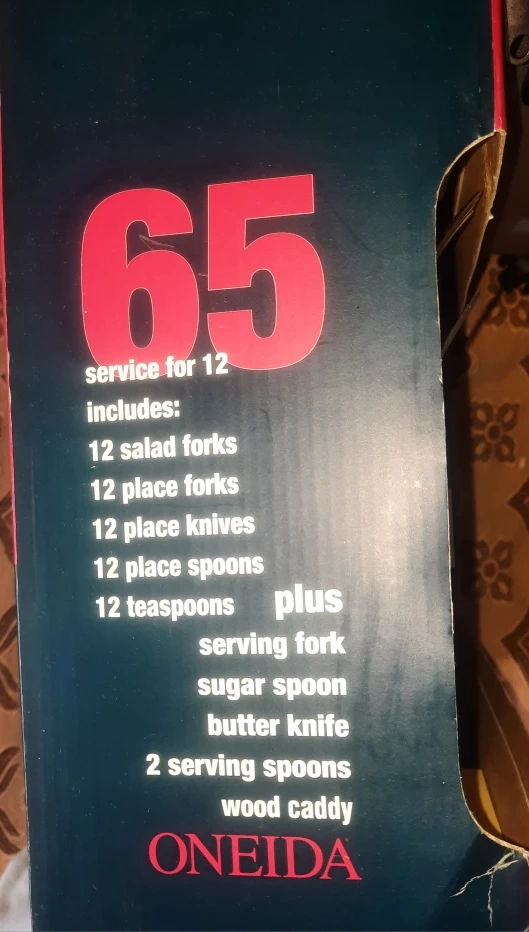 65
service for 12
includes:
12 salad forks
12 place forks
12 place knives
12 place spoons
12 teaspoons plus
serving fork
sugar spoon
butter knife
2 serving spoons
wood caddy
ONEIDA